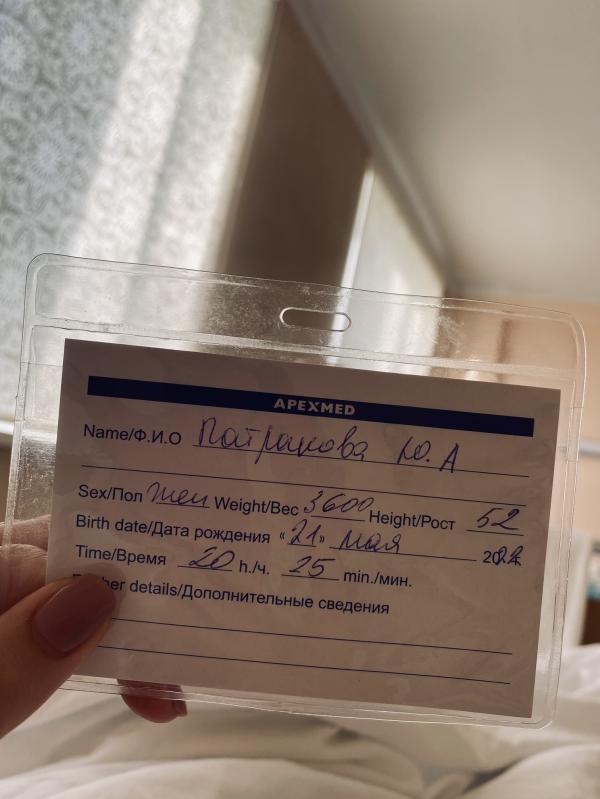 APEXMED
Name/Ф.И.О Патракова Ю.А
Sex/Пол жен Weight/Вес 3600 Height/Рост 52
Birth date/Дата рождения «21» мая
Time/Время 20 h./ч. 25 min./мин.
details/Дополнительные сведения